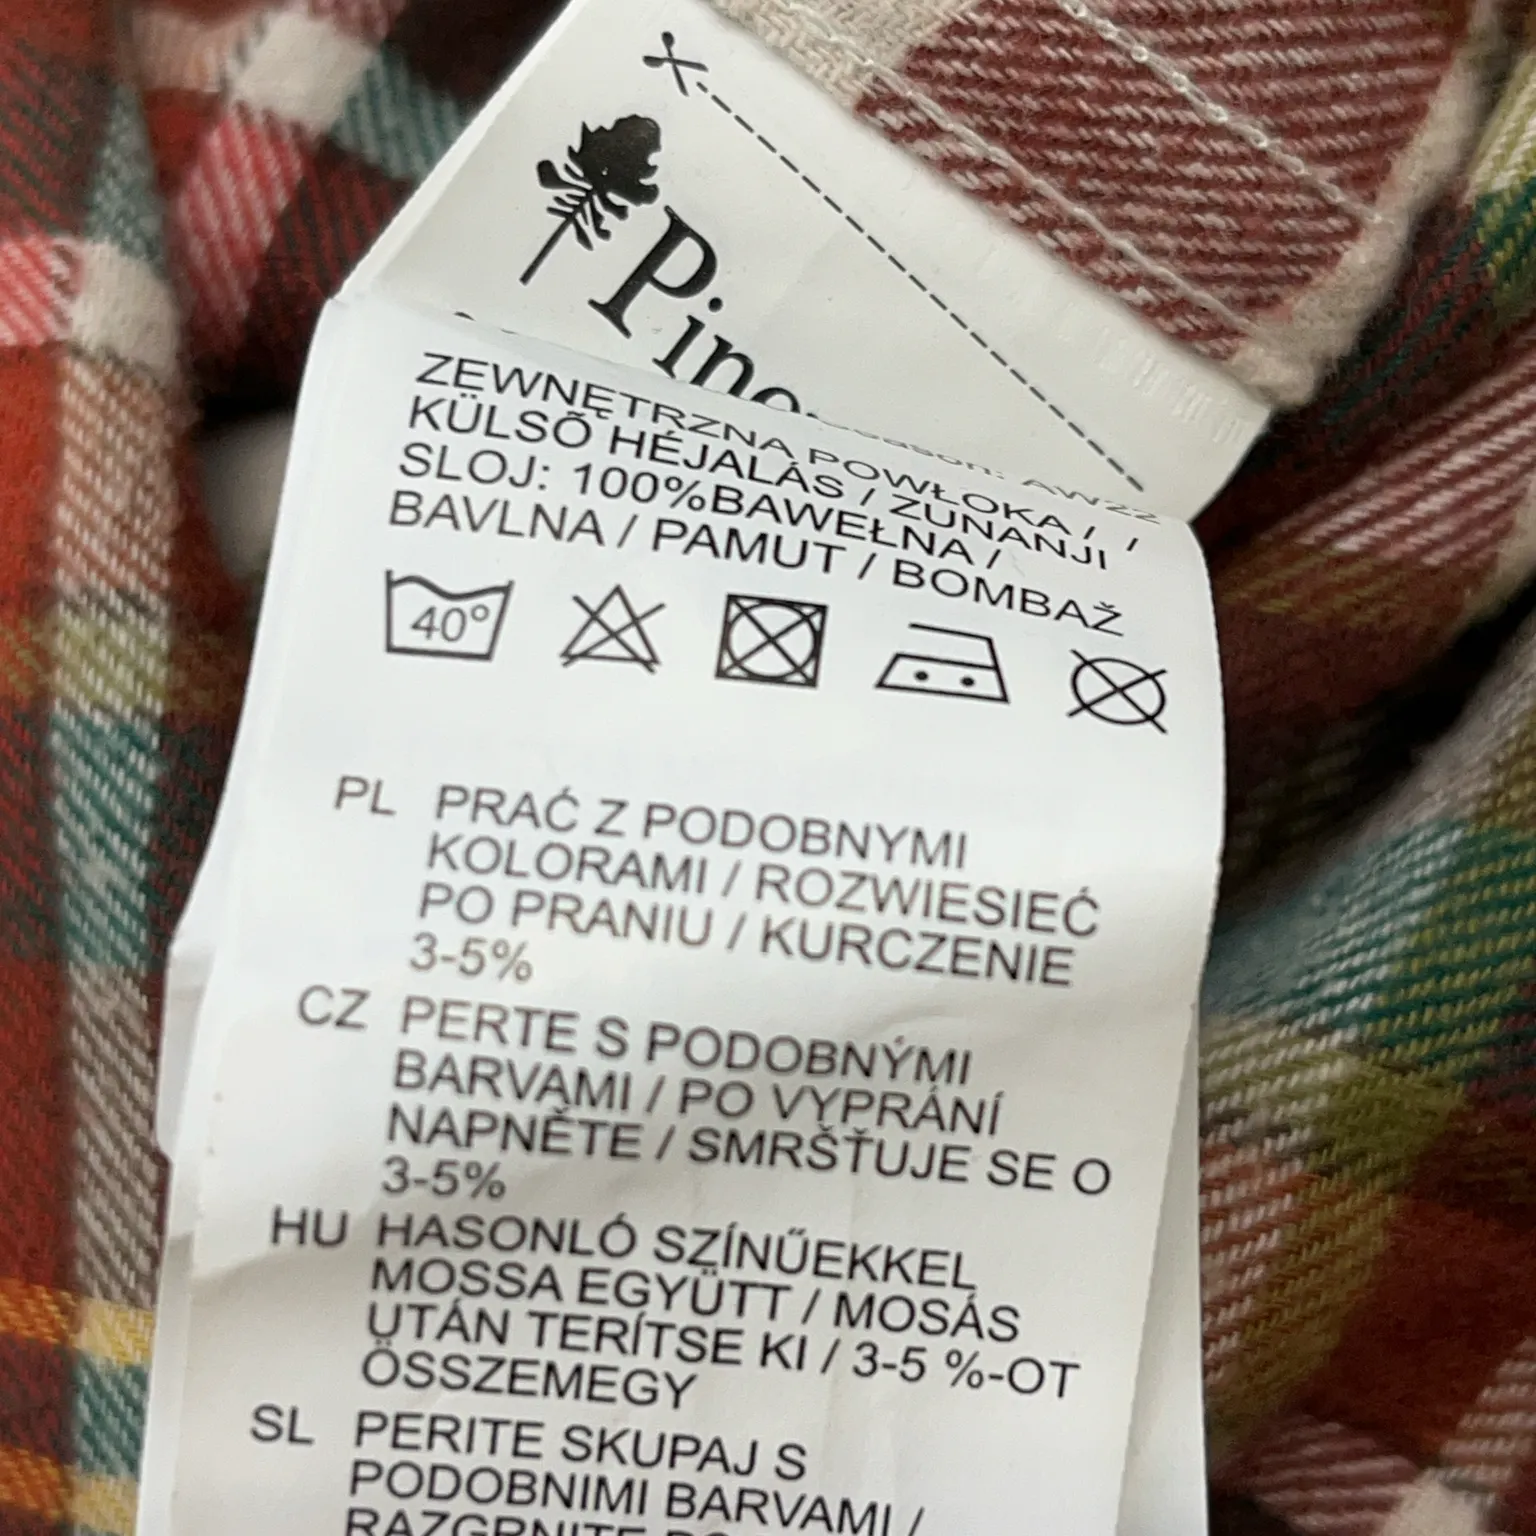 ZEWNĘTRZNA POWŁOKA / /
KÜLSŐ HÉJALÁS / ZUNANJI
SLOJ: 100%BAWEŁNA /
BAVLNA / PAMUT / BOMBAŽ
40°
PL PRAĆ Z PODOBNYMI
KOLORAMI / ROZWIESIEĆ
PO PRANIU / KURCZENIE
3-5%
CZ PERTE S PODOBNÝMI
BARVAMI / PO VYPRÁNÍ
NAPNĚTE / SMRŠŤUJE SE O
3-5%
HU HASONLÓ SZÍNŰEKKEL
MOSSA EGYÜTT / MOSÁS
UTÁN TERÍTSE KI / 3-5 %-OT
ÖSSZEMEGY
SL PERITE SKUPAJ S
PODOBNIMI BARVAMI /